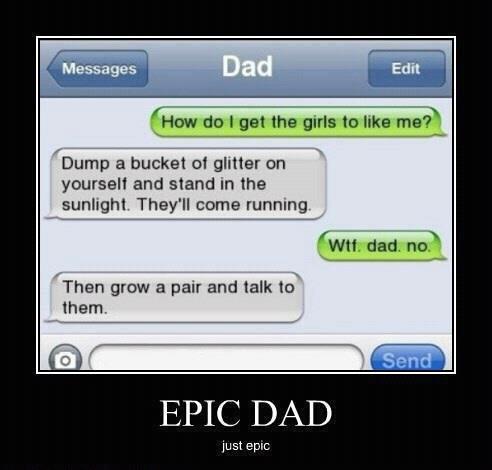 Messages Dad Edit
How do I get the girls to like me?
Dump a bucket of glitter on
yourself and stand in the
sunlight. They'll come running.
Wtf. dad. no.
Then grow a pair and talk to
them.
Send
EPIC DAD
just epic